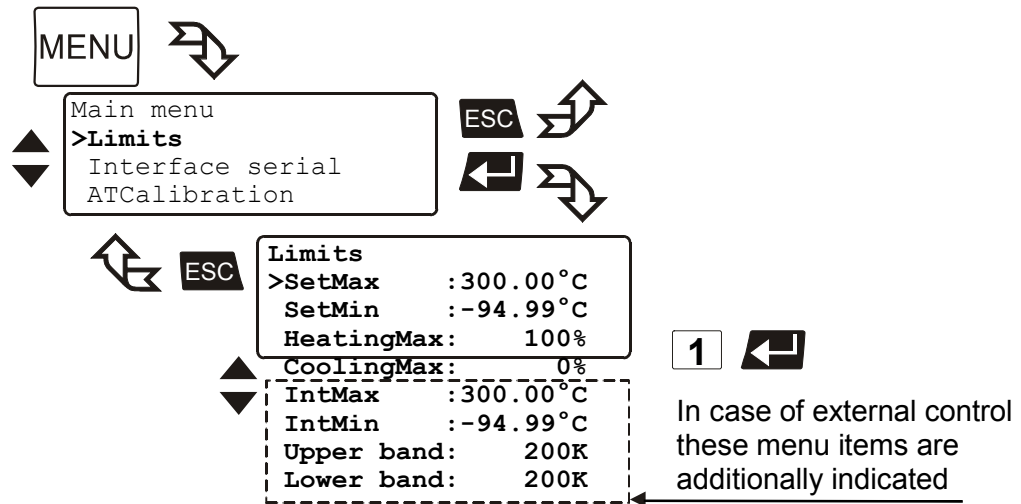 MENU
Main menu
>Limits
Interface serial
ATCalibration
ESC
ESC
Limits
>SetMax :300.00°C
SetMin :-94.99°C
HeatingMax: 100%
CoolingMax: 0%
IntMax :300.00°C
IntMin :-94.99°C
Upper band: 200K
Lower band: 200K
1
In case of external control
these menu items are
additionally indicated